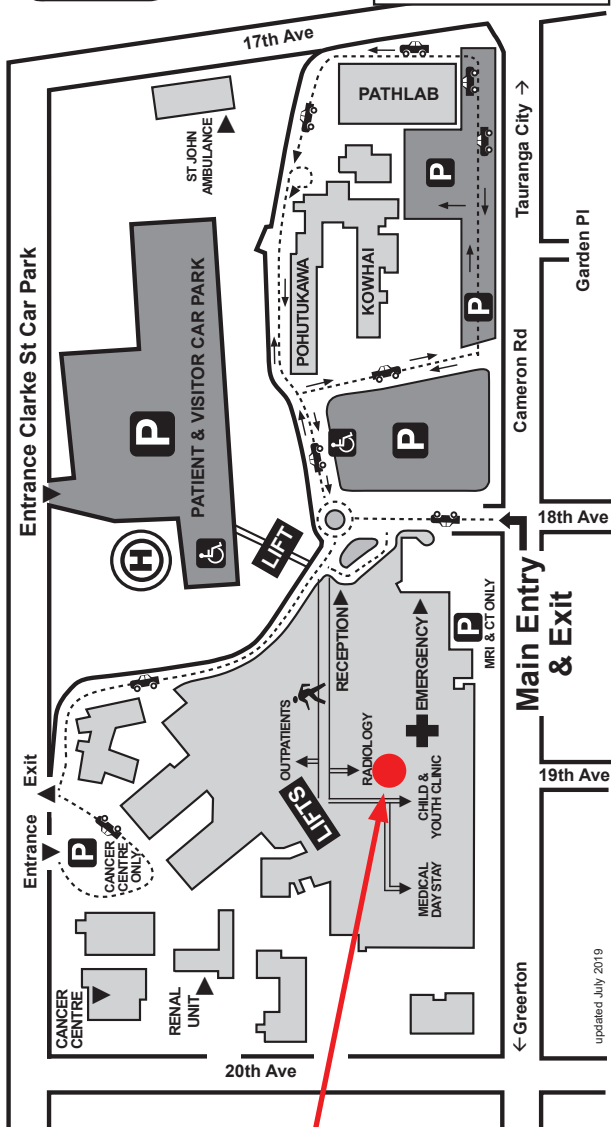 17th Ave
PATHLAB
ST JOHN
AMBULANCE
Tauranga City →
Entrance Clarke St Car Park
PATIENT & VISITOR CAR PARK
P
P
P
P
POHUTUKAWA
KOWHAI
Garden Pl
Cameron Rd
H
LIFT
18th Ave
Main Entry
& Exit
RECEPTION
EMERGENCY
P
MRI & CT ONLY
OUTPATIENTS
RADIOLOGY
LIFTS
CHILD &
YOUTH CLINIC
MEDICAL
DAY STAY
19th Ave
Exit
Entrance
P
CANCER
CENTRE
ONLY
CANCER
CENTRE
RENAL
UNIT
← Greerton
20th Ave
updated July 2019